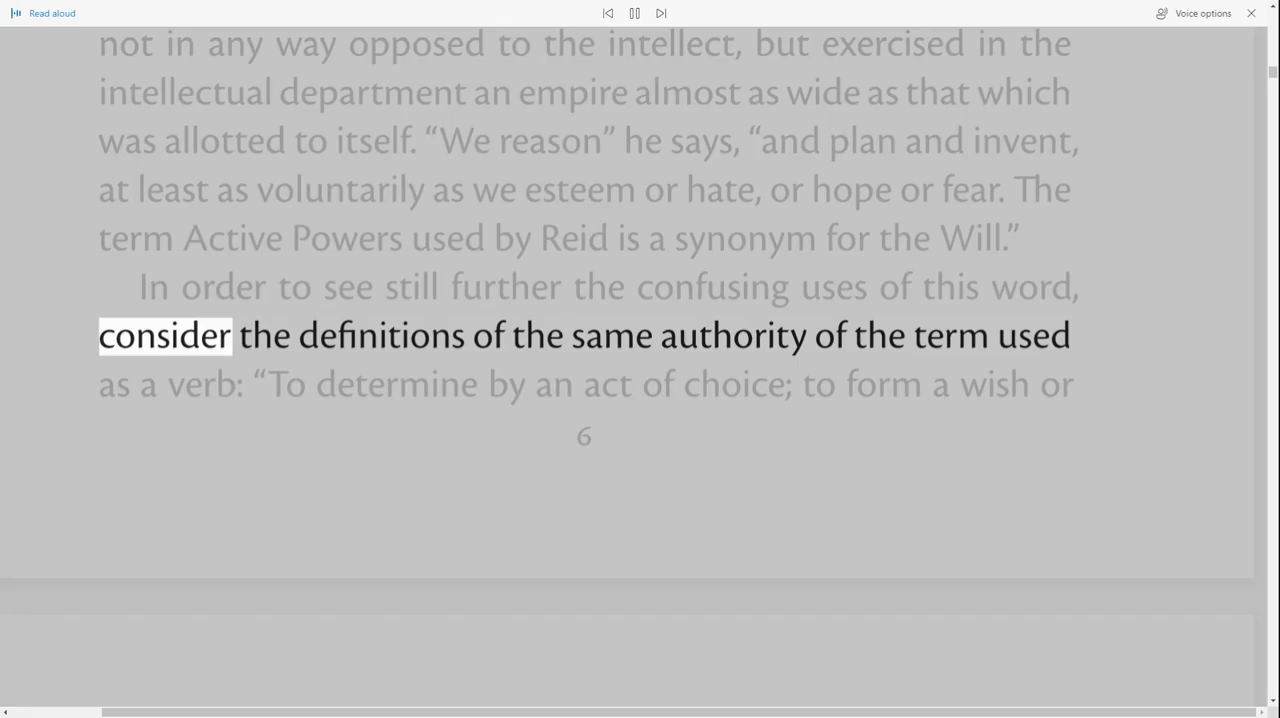 Read aloud
Voice options
not in any way opposed to the intellect, but exercised in the
intellectual department an empire almost as wide as that which
was allotted to itself. “We reason” he says, “and plan and invent,
at least as voluntarily as we esteem or hate, or hope or fear. The
term Active Powers used by Reid is a synonym for the Will.”
In order to see still further the confusing uses of this word,
consider the definitions of the same authority of the term used
as a verb: “To determine by an act of choice; to form a wish or
6